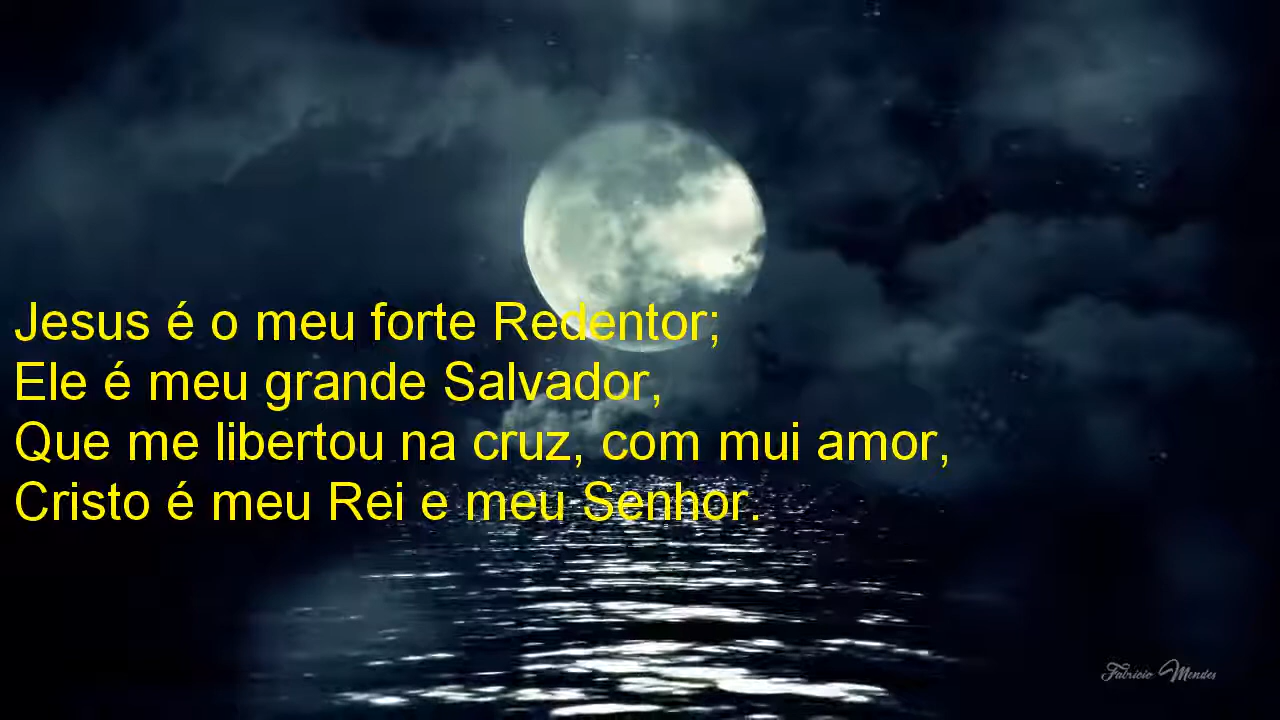 Jesus é o meu forte Redentor;
Ele é meu grande Salvador,
Que me libertou na cruz, com mui amor,
Cristo é meu Rei e meu Senhor.
Fabricio Mendes